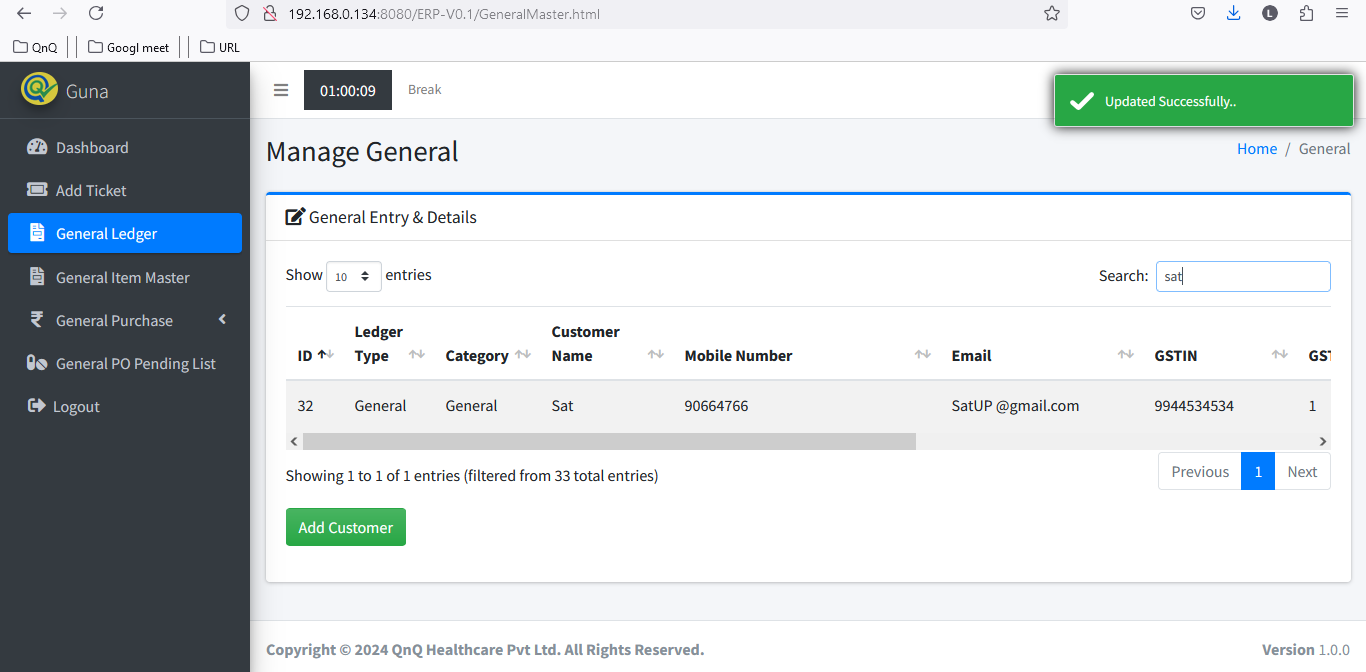 192.168.0.134:8080/ERP-V0.1/GeneralMaster.html
L
QnQ
Googl meet
URL
Guna
01:00:09
Break
Updated Successfully..
Dashboard
Add Ticket
General Ledger
General Item Master
General Purchase
General PO Pending List
Logout
Manage General
Home / General
General Entry & Details
Show 10 entries
Search: sat
ID
Ledger Type
Category
Customer Name
Mobile Number
Email
GSTIN
GST
32 General General Sat 90664766 SatUP @gmail.com 9944534534 1
Showing 1 to 1 of 1 entries (filtered from 33 total entries)
Previous 1 Next
Add Customer
Copyright © 2024 QnQ Healthcare Pvt Ltd. All Rights Reserved.
Version 1.0.0